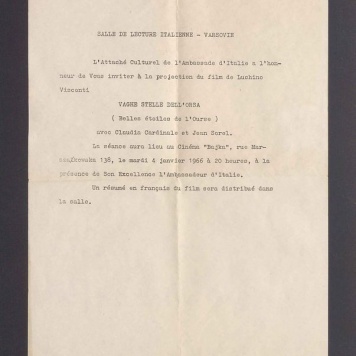 SALLE DE LECTURE ITALIENNE - VARSOVIE
L'Attaché Culturel de l'Ambassade d'Italie a l'hon-
neur de Vous inviter à la projection du film de Luchino
Visconti
VAGHE STELLE DELL'ORSA
( Belles étoiles de l'Ourse )
avec Claudia Cardinale et Jean Sorel.
La séance aura lieu au Cinéma "Bajka", rue Mar-
szałkowska 138, le mardi 4 janvier 1966 à 20 heures, à la
présence de Son Excellence l'Ambassadeur d'Italie.
Un résumé en français du film sera distribué dans
la salle.